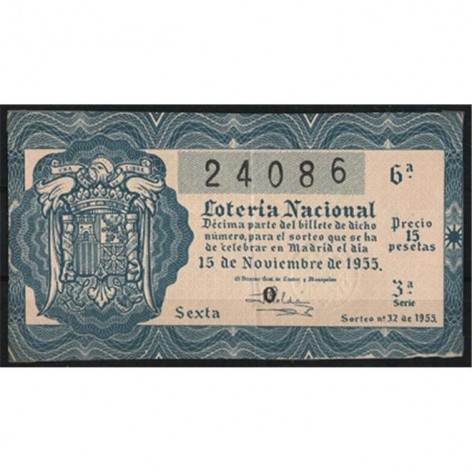 UNA LIBRE
24086
6ª
Lotería Nacional
Décima parte del billete de dicho
número, para el sorteo que se ha
de celebrar en Madrid el día
15 de Noviembre de 1955.
Precio
15
pesetas
3ª
Serie
Sexta
Sorteo nº 32 de 1955